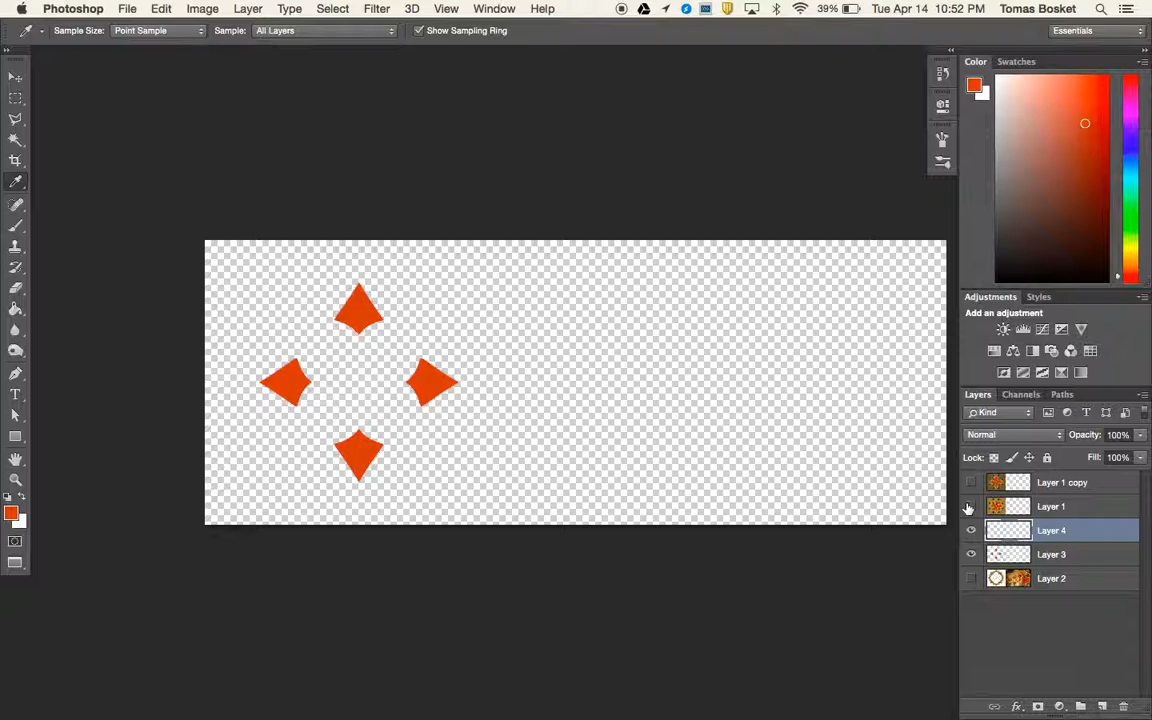 Photoshop File Edit Image Layer Type Select Filter 3D View Window Help 39% Tue Apr 14 10:52 PM Tomas Bosket
Sample Size: Point Sample Sample: All Layers Show Sampling Ring Essentials
Color Swatches
Adjustments Styles
Add an adjustment
Layers Channels Paths
Kind
Normal Opacity: 100%
Lock: Fill: 100%
Layer 1 copy
Layer 1
Layer 4
Layer 3
Layer 2